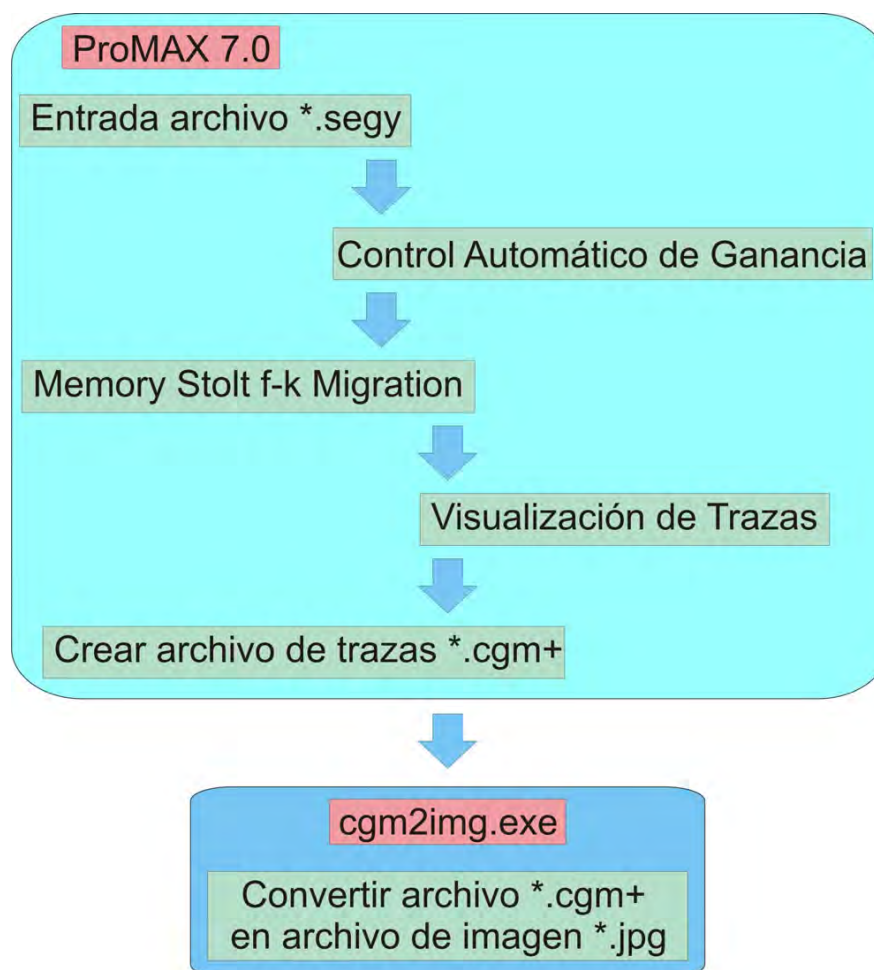 ProMAX 7.0
Entrada archivo *.segy
Control Automático de Ganancia
Memory Stolt f-k Migration
Visualización de Trazas
Crear archivo de trazas *.cgm+
cgm2img.exe
Convertir archivo *.cgm+
en archivo de imagen *.jpg